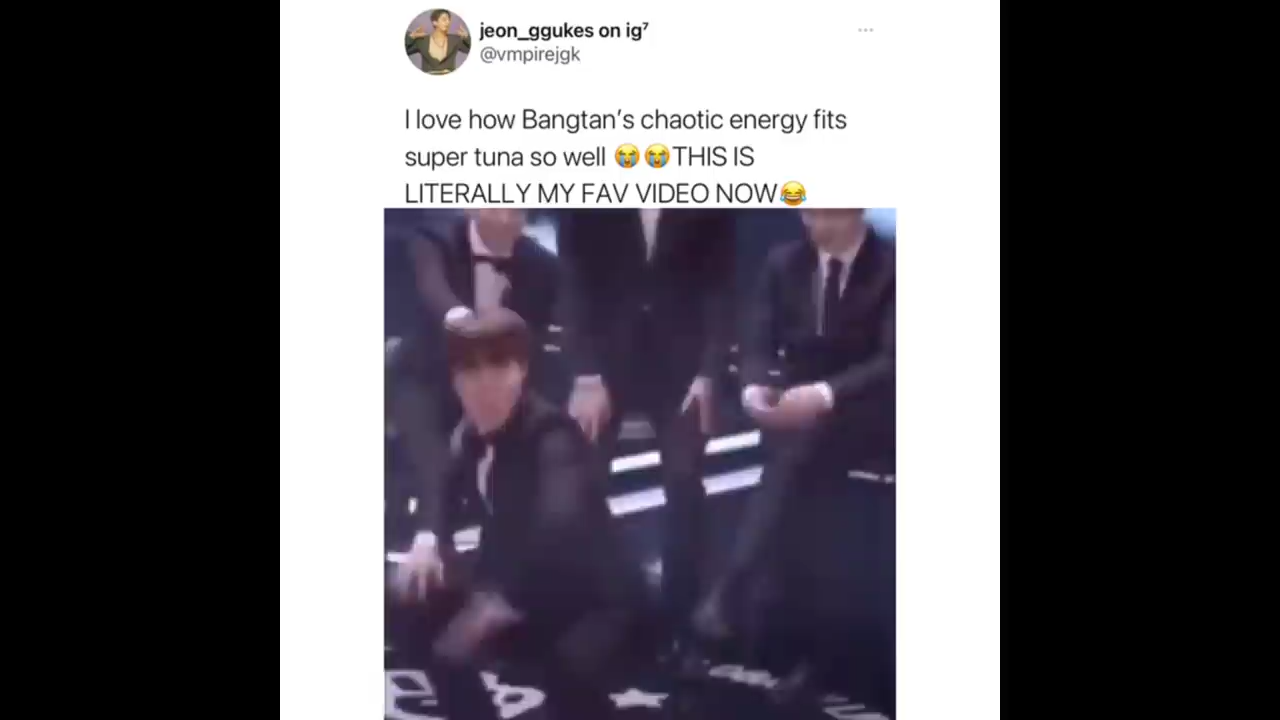 jeon_ggukes on ig⁷
@vmpirejgk
I love how Bangtan’s chaotic energy fits
super tuna so well 😭😭THIS IS
LITERALLY MY FAV VIDEO NOW😂